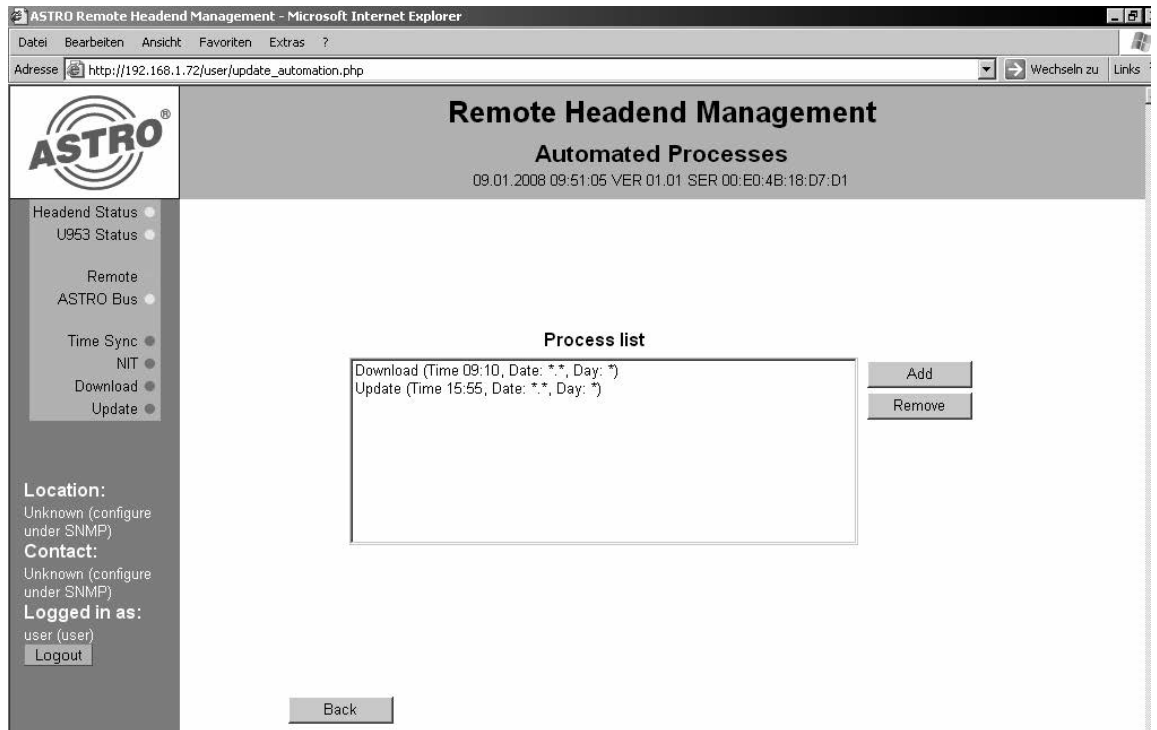 ASTRO Remote Headend Management - Microsoft Internet Explorer
Datei Bearbeiten Ansicht Favoriten Extras ?
Adresse http://192.168.1.72/user/update_automation.php Wechseln zu Links
ASTRO ®
Remote Headend Management
Automated Processes
09.01.2008 09:51:05 VER 01.01 SER 00:E0:4B:18:D7:D1
Headend Status
U953 Status
Remote
ASTRO Bus
Time Sync
NIT
Download
Update
Process list
Download (Time 09:10, Date: *.*, Day: *)
Update (Time 15:55, Date: *.*, Day: *)
Add
Remove
Location:
Unknown (configure
under SNMP)
Contact:
Unknown (configure
under SNMP)
Logged in as:
user (user)
Logout
Back